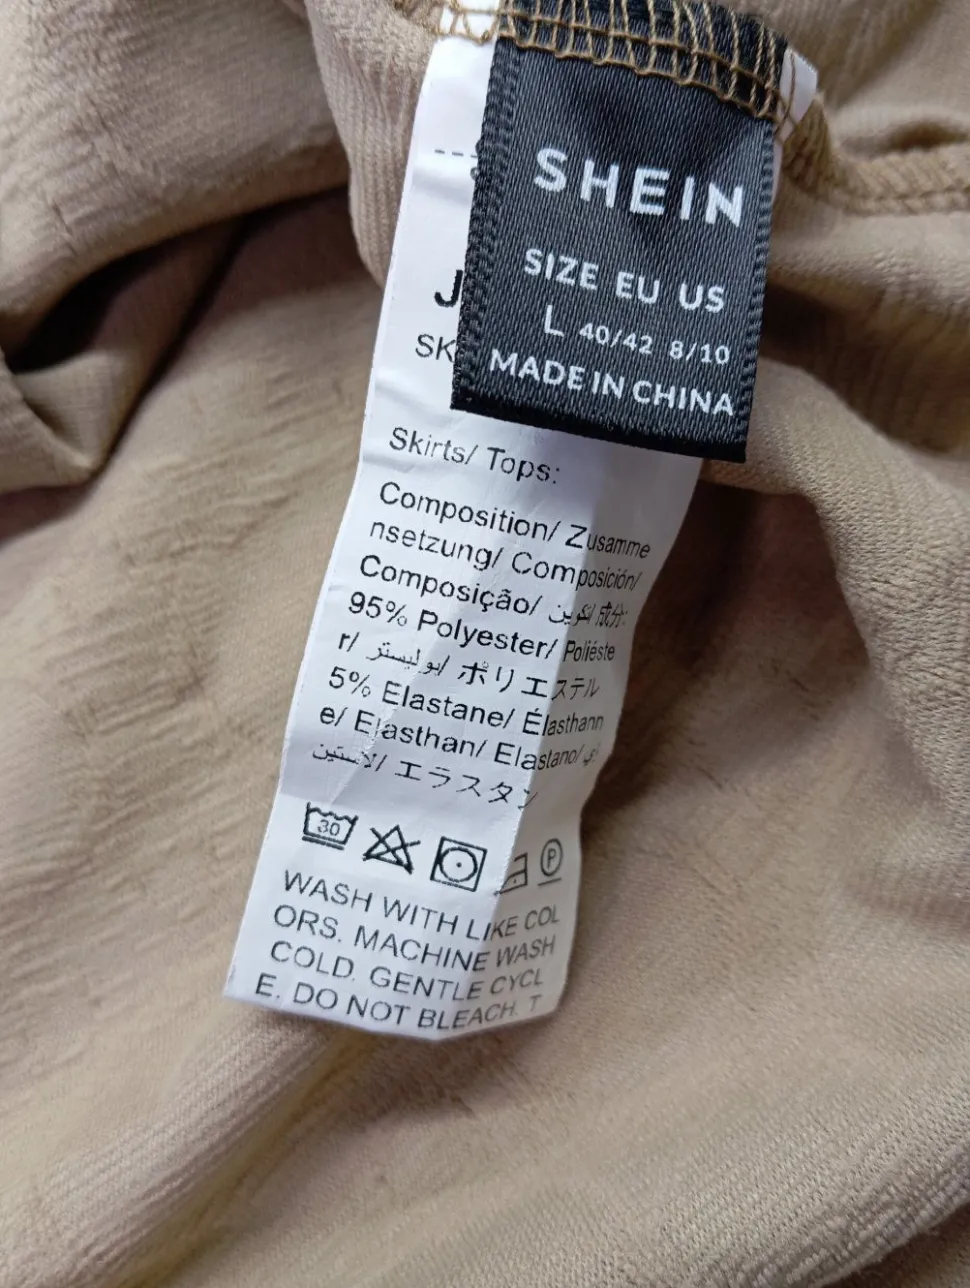 SHEIN
SIZE EU US
L 40/42 8/10
MADE IN CHINA
J
SK
Skirts/ Tops:
Composition/ Zusamme
nsetzung/ Composición/
Composição/ تكوين/ 成分:
95% Polyester/ Poliéste
r/ بوليستر/ ポリエステル
5% Elastane/ Élasthann
e/ Elasthan/ Elastano/
الاستين/ エラスタン
30
P
WASH WITH LIKE COL
ORS. MACHINE WASH
COLD. GENTLE CYCL
E. DO NOT BLEACH. T